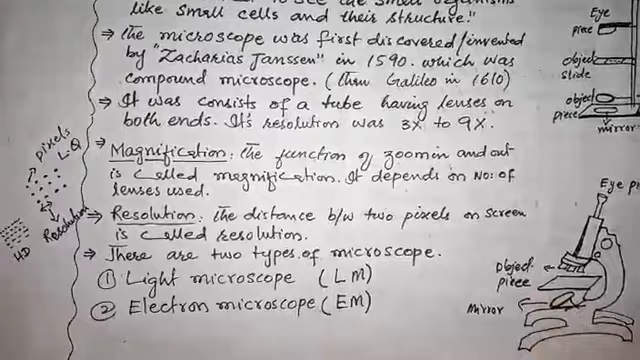 like small cells and their structure."
⇒ the microscope was first discovered/invented
by "Zacharias Janssen" in 1590. which was
compound microscope. (then Galileo in 1610)
⇒ It was consists of a tube having lenses on
both ends. It's resolution was 3X to 9X.
→ Magnification: the function of zoomin and out
is called magnification. It depends on No: of
lenses used.
⇒ Resolution: The distance b/w two pixels on screen
is called resolution.
→ There are two types of microscope.
① Light microscope (LM)
② Electron microscope (EM)
pixels
L.Q
Resolution
HD
Eye
piece
object
slide
object
piece
mirror
Eye pi
Object
piece
Mirror